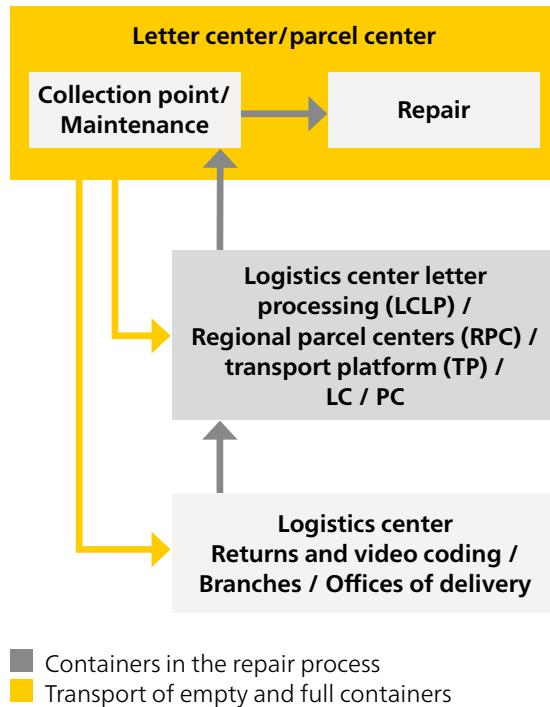 Letter center/parcel center
Collection point/
Maintenance
Repair
Logistics center letter
processing (LCLP) /
Regional parcel centers (RPC) /
transport platform (TP) /
LC / PC
Logistics center
Returns and video coding /
Branches / Offices of delivery
Containers in the repair process
Transport of empty and full containers